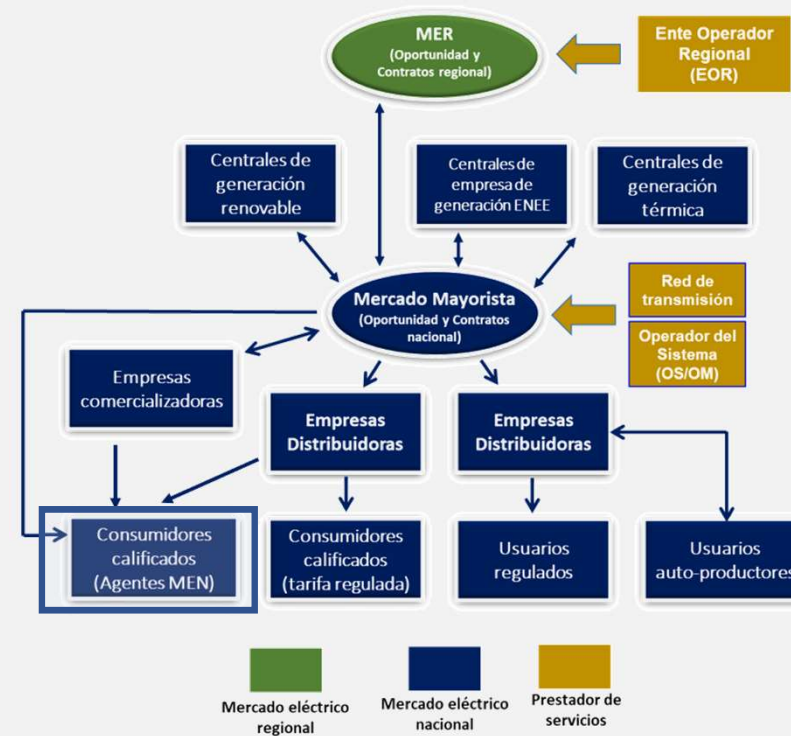 MER
(Oportunidad y
Contratos regional)
Ente Operador
Regional
(EOR)
Centrales de
generación
renovable
Centrales de
empresa de
generación ENEE
Centrales de
generación
térmica
Mercado Mayorista
(Oportunidad y Contratos
nacional)
Red de
transmisión
Operador del
Sistema
(OS/OM)
Empresas
comercializadoras
Empresas
Distribuidoras
Empresas
Distribuidoras
Consumidores
calificados
(Agentes MEN)
Consumidores
calificados
(tarifa regulada)
Usuarios
regulados
Usuarios
auto-productores
Mercado eléctrico
regional
Mercado eléctrico
nacional
Prestador de
servicios